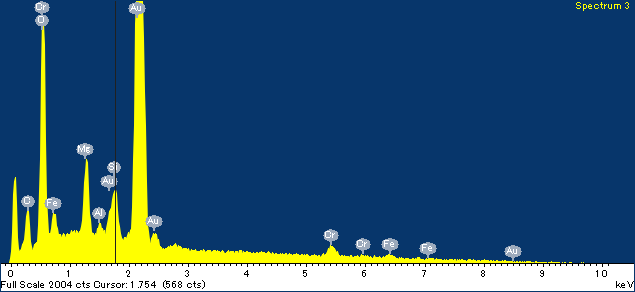 Spectrum 3
Cr
O
Au
Mg
Si
Au
C
Fe
Al
Au
Cr
Cr
Fe
Fe
Au
0 1 2 3 4 5 6 7 8 9 10
Full Scale 2004 cts Cursor: 1.754 (568 cts) keV